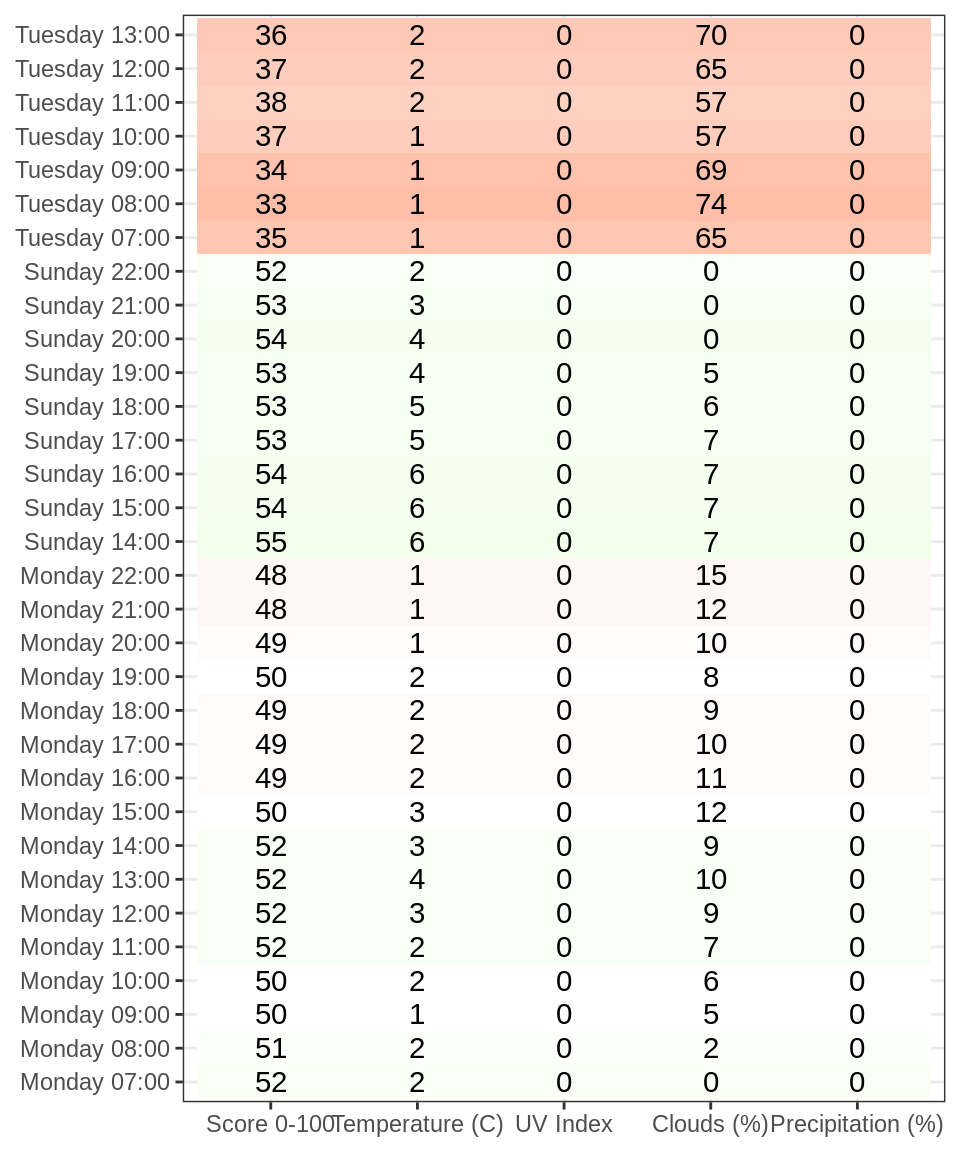 Tuesday 13:00 36 2 0 70 0
Tuesday 12:00 37 2 0 65 0
Tuesday 11:00 38 2 0 57 0
Tuesday 10:00 37 1 0 57 0
Tuesday 09:00 34 1 0 69 0
Tuesday 08:00 33 1 0 74 0
Tuesday 07:00 35 1 0 65 0
Sunday 22:00 52 2 0 0 0
Sunday 21:00 53 3 0 0 0
Sunday 20:00 54 4 0 0 0
Sunday 19:00 53 4 0 5 0
Sunday 18:00 53 5 0 6 0
Sunday 17:00 53 5 0 7 0
Sunday 16:00 54 6 0 7 0
Sunday 15:00 54 6 0 7 0
Sunday 14:00 55 6 0 7 0
Monday 22:00 48 1 0 15 0
Monday 21:00 48 1 0 12 0
Monday 20:00 49 1 0 10 0
Monday 19:00 50 2 0 8 0
Monday 18:00 49 2 0 9 0
Monday 17:00 49 2 0 10 0
Monday 16:00 49 2 0 11 0
Monday 15:00 50 3 0 12 0
Monday 14:00 52 3 0 9 0
Monday 13:00 52 4 0 10 0
Monday 12:00 52 3 0 9 0
Monday 11:00 52 2 0 7 0
Monday 10:00 50 2 0 6 0
Monday 09:00 50 1 0 5 0
Monday 08:00 51 2 0 2 0
Monday 07:00 52 2 0 0 0
Score 0-100 Temperature (C) UV Index Clouds (%) Precipitation (%)